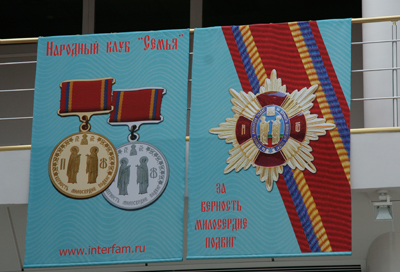 Народный клуб "Семья"
www.interfam.ru
за
верность
милосердие
подвиг